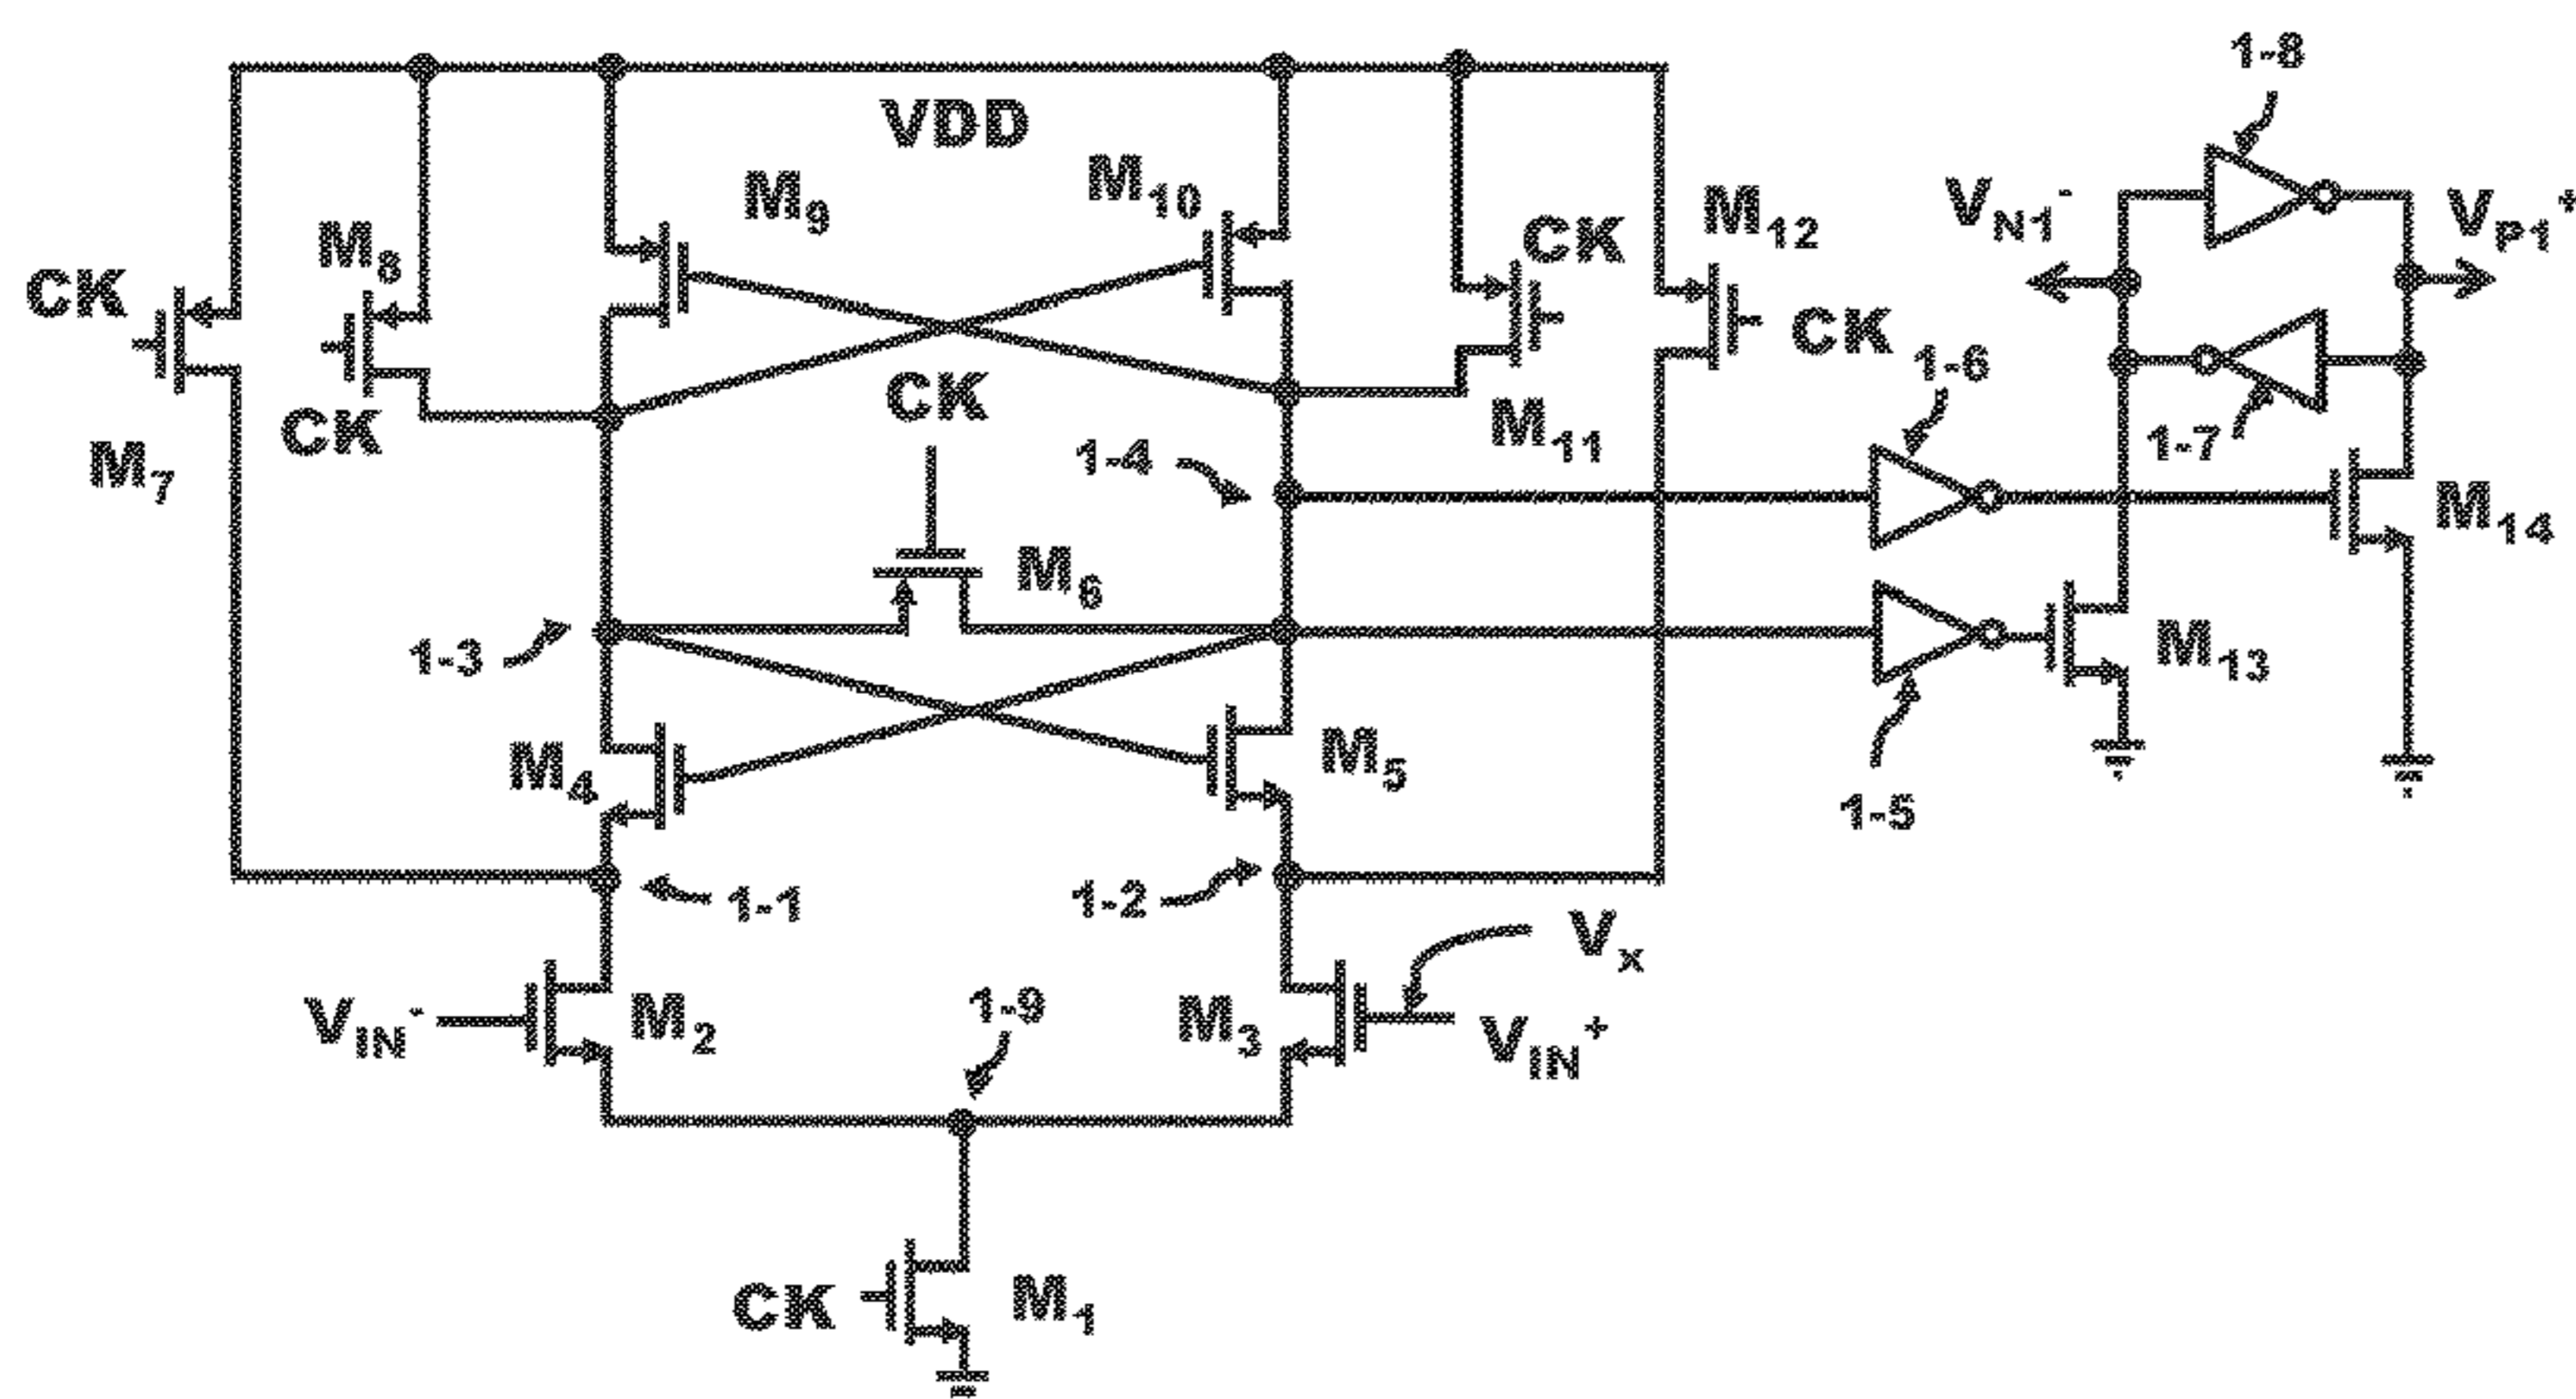 1-8
VDD
M9
M10
M12
VN1-
VP1+
M8
CK
CK
CK
1-6
CK
CK
M11
1-7
M7
1-4
M14
M6
1-3
M13
M4
M5
1-5
1-1
1-2
Vx
VIN-
M2
1-9
M3
VIN+
CK
M1